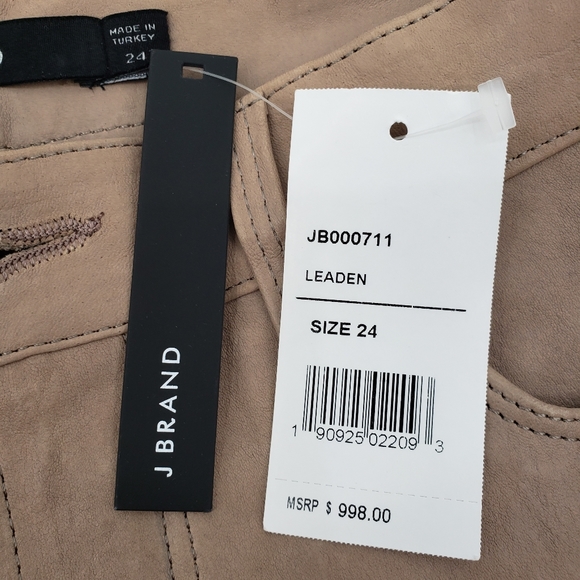 MADE IN
TURKEY
24
J BRAND
JB000711
LEADEN
SIZE 24
1 90925 02209 3
MSRP $ 998.00